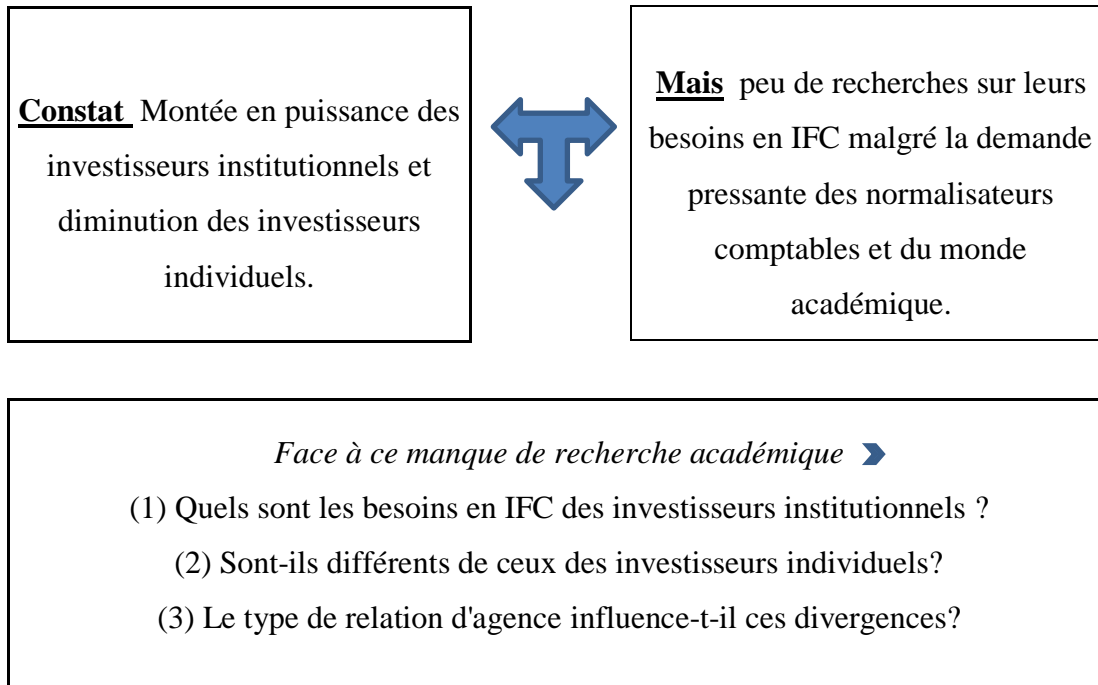 Constat Montée en puissance des
investisseurs institutionnels et
diminution des investisseurs
individuels.
Mais peu de recherches sur leurs
besoins en IFC malgré la demande
pressante des normalisateurs
comptables et du monde
académique.
Face à ce manque de recherche académique
(1) Quels sont les besoins en IFC des investisseurs institutionnels ?
(2) Sont-ils différents de ceux des investisseurs individuels?
(3) Le type de relation d'agence influence-t-il ces divergences?